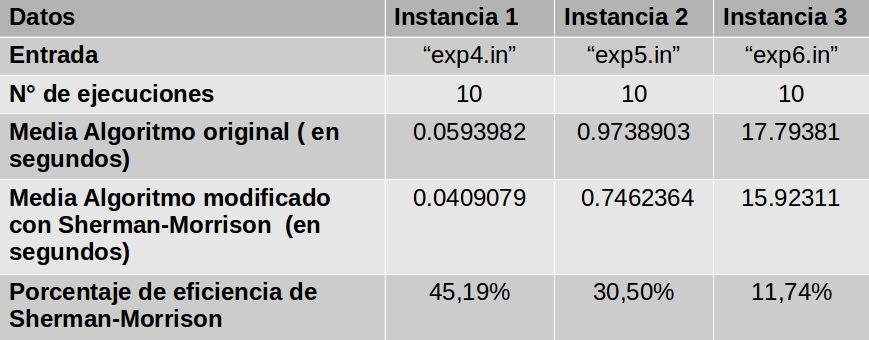 Datos Instancia 1 Instancia 2 Instancia 3
Entrada “exp4.in” “exp5.in” “exp6.in”
N° de ejecuciones 10 10 10
Media Algoritmo original ( en 0.0593982 0.9738903 17.79381
segundos)
Media Algoritmo modificado 0.0409079 0.7462364 15.92311
con Sherman-Morrison (en
segundos)
Porcentaje de eficiencia de 45,19% 30,50% 11,74%
Sherman-Morrison